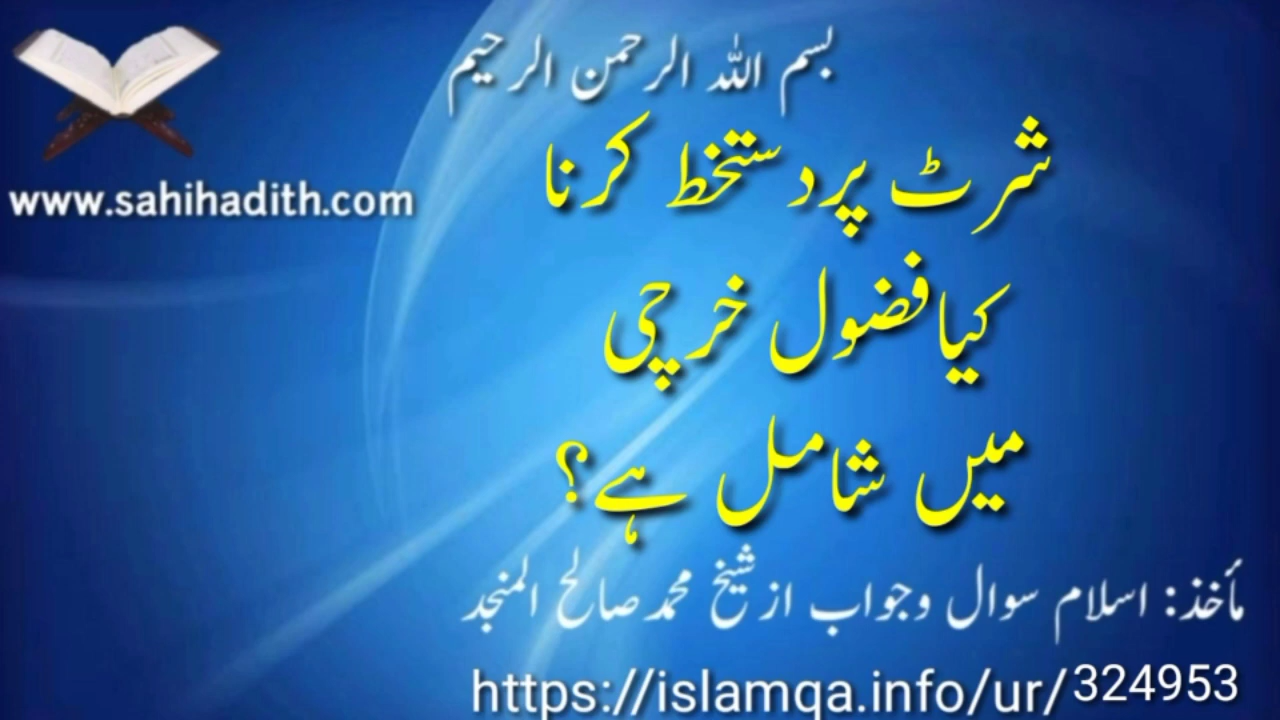 بسم اللہ الرحمن الرحیم
www.sahihadith.com
شرٹ پر دستخط کرنا
کیا فضول خرچی
میں شامل ہے؟
مأخذ: اسلام سوال وجواب از شیخ محمد صالح المنجد
https://islamqa.info/ur/324953